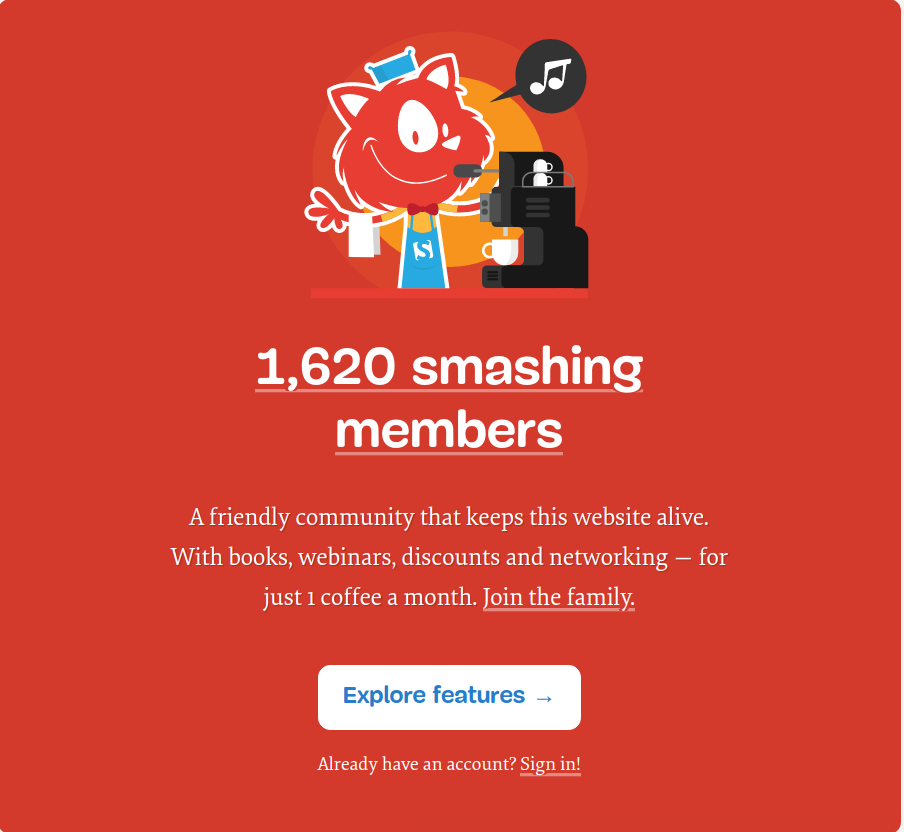 S
1,620 smashing
members
A friendly community that keeps this website alive.
With books, webinars, discounts and networking — for
just 1 coffee a month. Join the family.
Explore features →
Already have an account? Sign in!